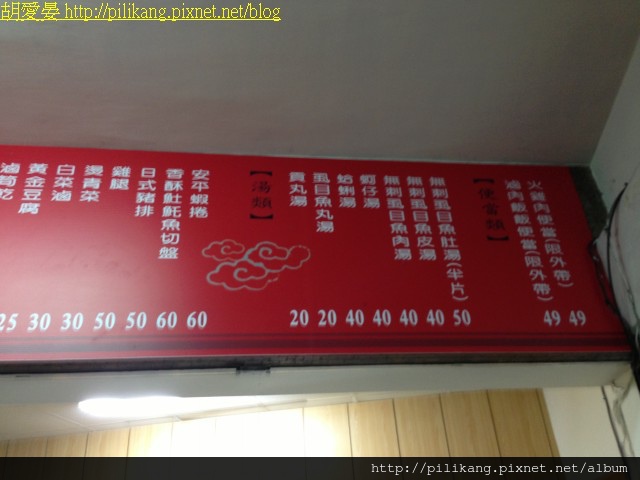 胡愛晏 http://pilikang.pixnet.net/blog
【便當類】
火雞肉便當(限外帶) 49
滷肉飯便當(限外帶) 49
【湯類】
無刺虱目魚肚湯(半片) 50
無刺虱目魚皮湯 40
無刺虱目魚肉湯 40
蚵仔湯 40
蛤蜊湯 40
虱目魚丸湯 20
貢丸湯 20
安平蝦捲 60
香酥魠魠魚切盤 60
日式豬排 50
雞腿 50
燙青菜 30
白菜滷 30
黃金豆腐 25
滷筍乾
http://pilikang.pixnet.net/album